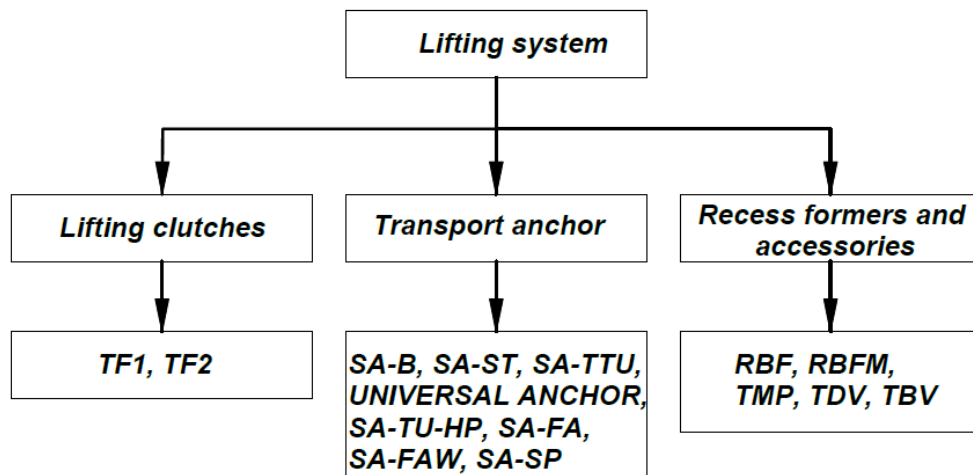 Lifting system
Lifting clutches
Transport anchor
Recess formers and
accessories
TF1, TF2
SA-B, SA-ST, SA-TTU,
UNIVERSAL ANCHOR,
SA-TU-HP, SA-FA,
SA-FAW, SA-SP
RBF, RBFM,
TMP, TDV, TBV